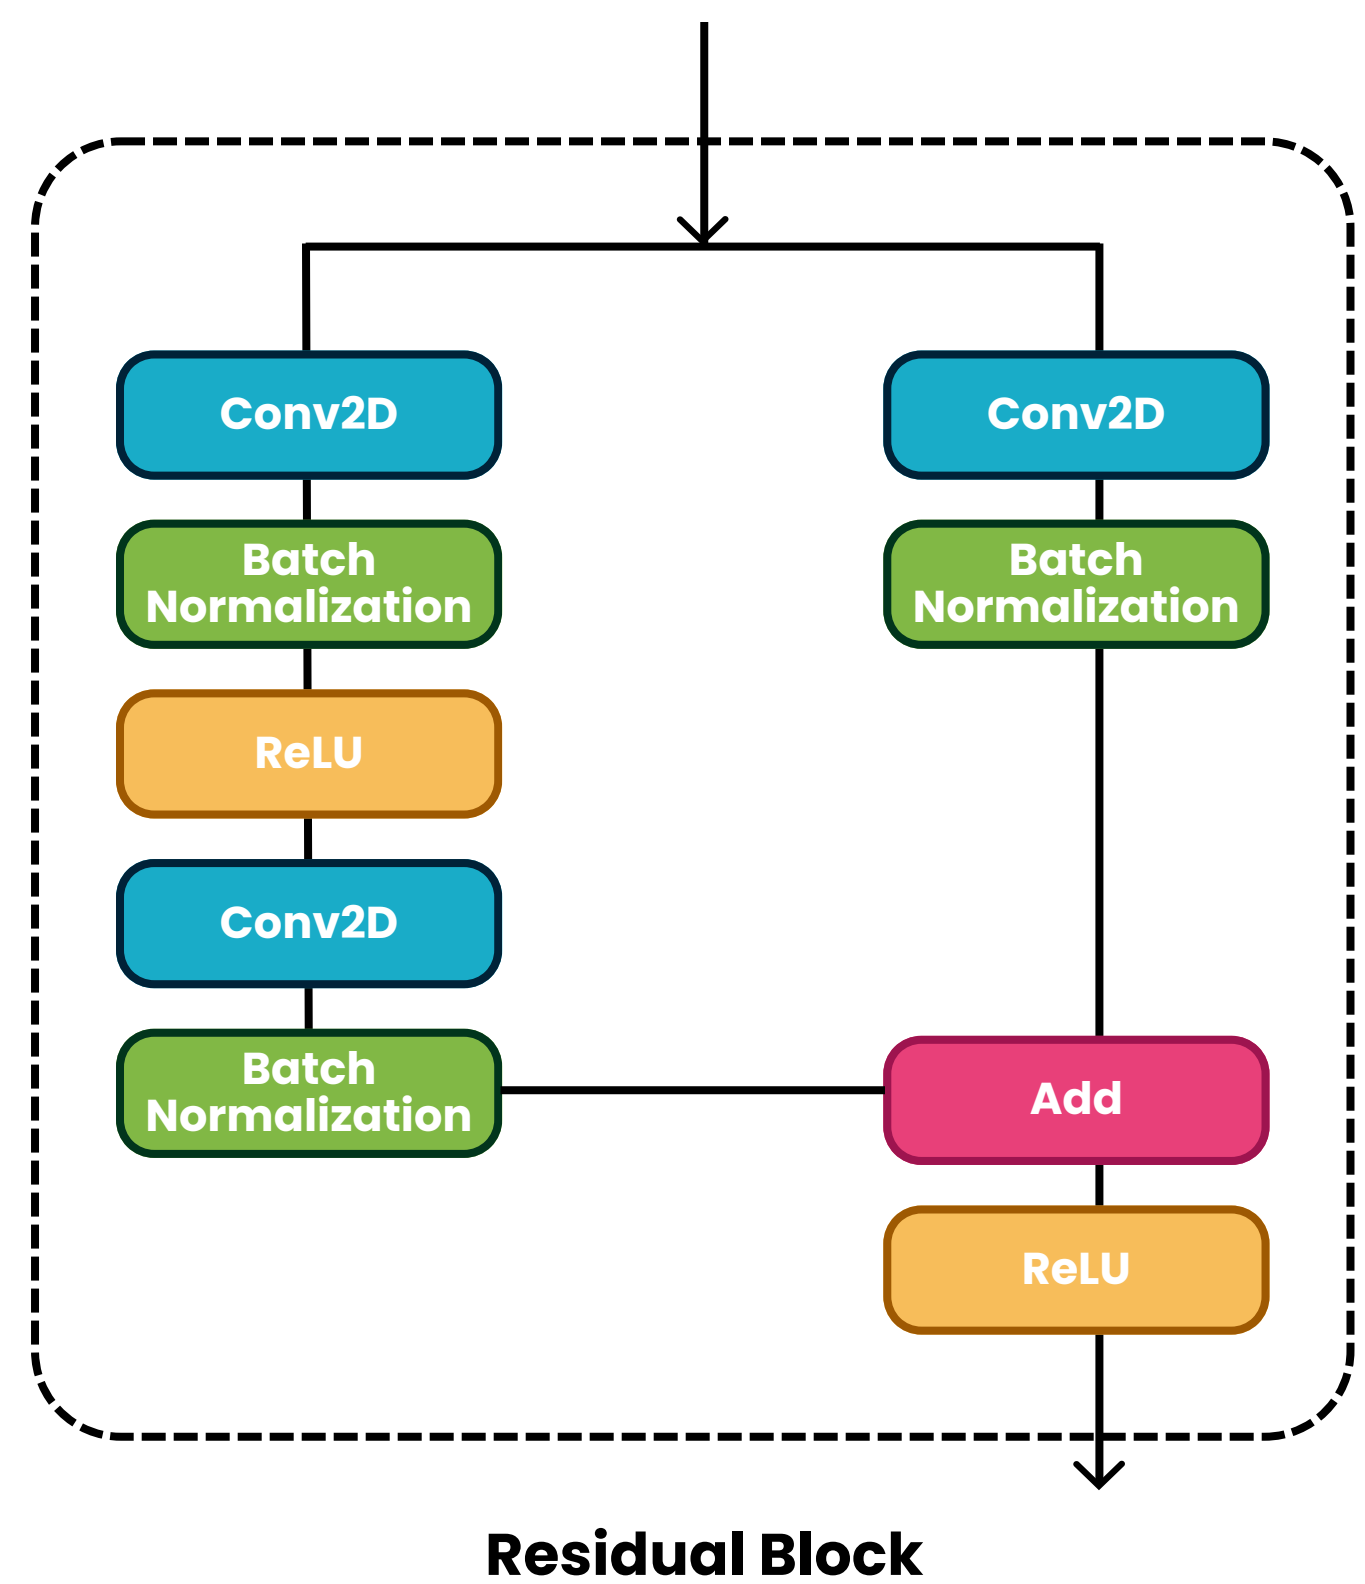 Conv2D
Batch
Normalization
ReLU
Conv2D
Batch
Normalization
Conv2D
Batch
Normalization
Add
ReLU
Residual Block